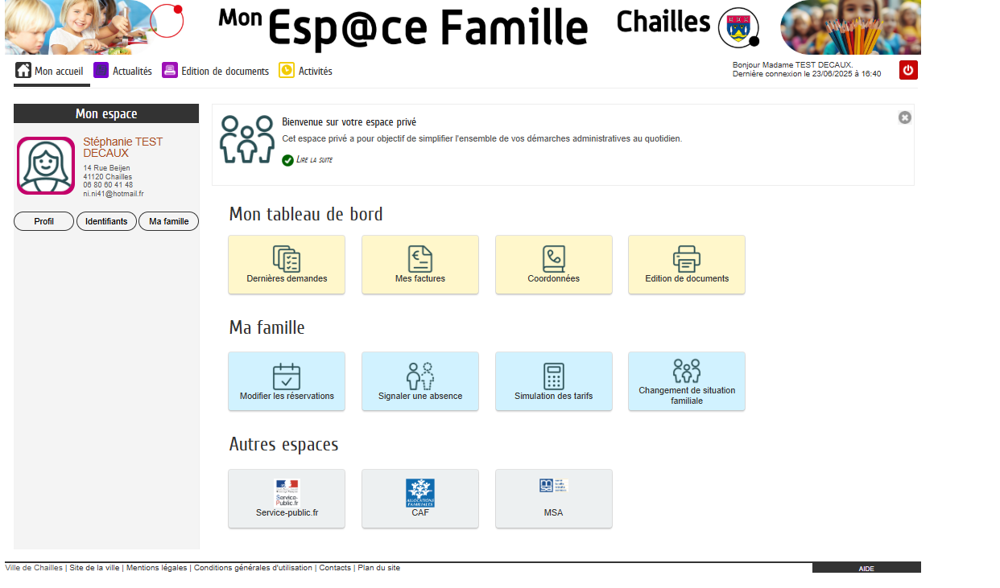 Mon Esp@ce Famille Chailles
Mon accueil Actualités Edition de documents Activités
Bonjour Madame TEST DECAUX.
Dernière connexion le 23/06/2025 à 16:40
Mon espace
Stéphanie TEST
DECAUX
14 Rue Beijen
41120 Chailles
06 80 60 41 48
ni.ni41@hotmail.fr
Profil Identifiants Ma famille
Bienvenue sur votre espace privé
Cet espace privé a pour objectif de simplifier l'ensemble de vos démarches administratives au quotidien.
Lire la suite
Mon tableau de bord
Dernières demandes Mes factures Coordonnées Edition de documents
Ma famille
Modifier les réservations Signaler une absence Simulation des tarifs Changement de situation
familiale
Autres espaces
Service-
Public.fr
ALLOCATIONS
FAMILIALES
Service-public.fr CAF MSA
Ville de Chailles | Site de la ville | Mentions légales | Conditions générales d'utilisation | Contacts | Plan du site
AIDE